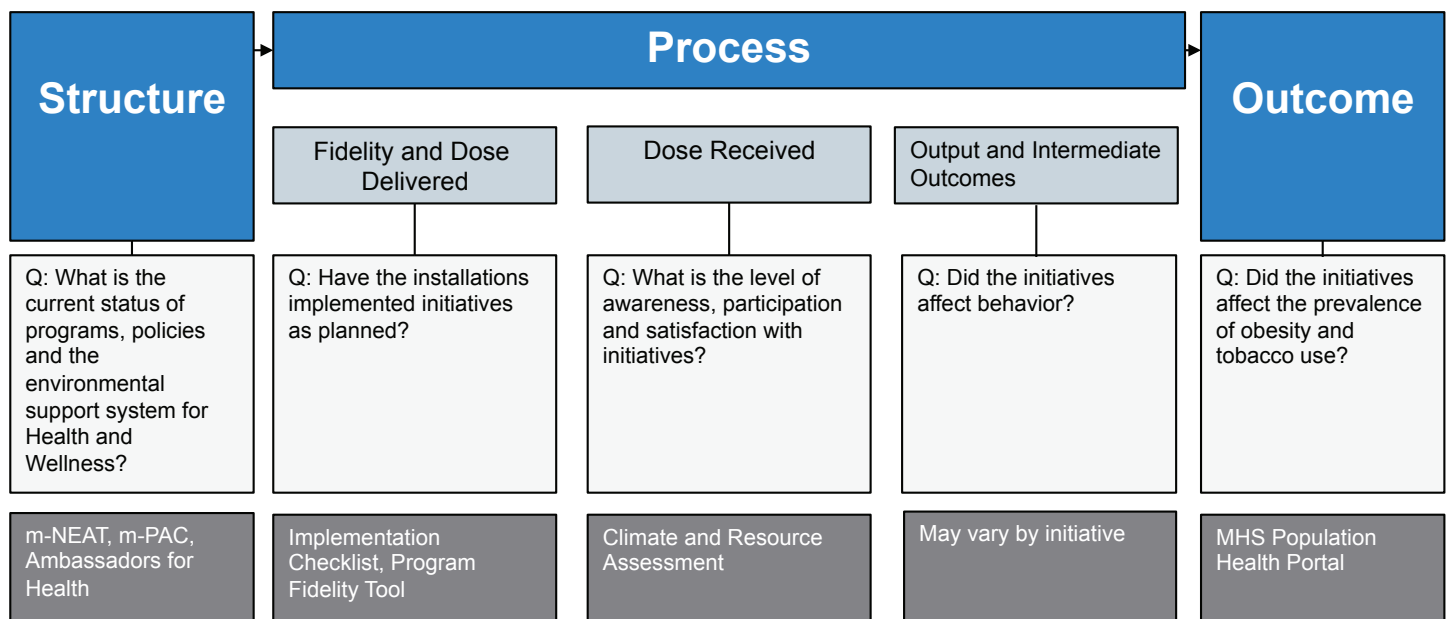 Structure
Process
Outcome
Fidelity and Dose
Delivered
Dose Received
Output and Intermediate
Outcomes
Q: What is the
current status of
programs, policies
and the
environmental
support system for
Health and
Wellness?
Q: Have the installations
implemented initiatives
as planned?
Q: What is the level of
awareness, participation
and satisfaction with
initiatives?
Q: Did the initiatives
affect behavior?
Q: Did the initiatives
affect the prevalence
of obesity and
tobacco use?
m-NEAT, m-PAC,
Ambassadors for
Health
Implementation
Checklist, Program
Fidelity Tool
Climate and Resource
Assessment
May vary by initiative
MHS Population
Health Portal